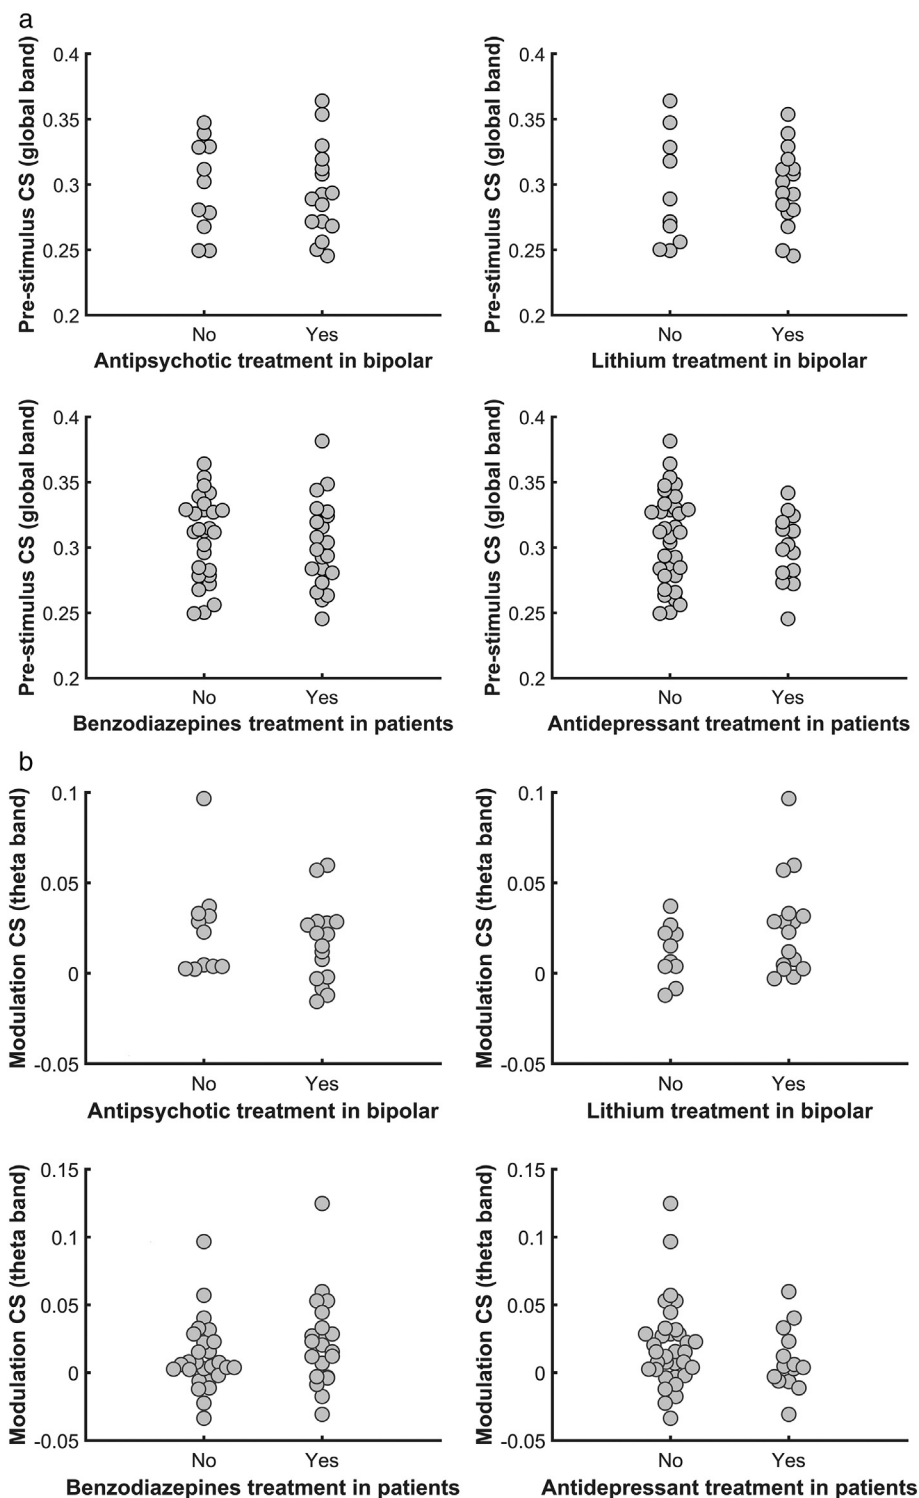 a
Pre-stimulus CS (global band)
0.4
0.35
0.3
0.25
0.2
No
Yes
Antipsychotic treatment in bipolar
Pre-stimulus CS (global band)
0.4
0.35
0.3
0.25
0.2
No
Yes
Lithium treatment in bipolar
Pre-stimulus CS (global band)
0.4
0.35
0.3
0.25
0.2
No
Yes
Benzodiazepines treatment in patients
Pre-stimulus CS (global band)
0.4
0.35
0.3
0.25
0.2
No
Yes
Antidepressant treatment in patients
b
Modulation CS (theta band)
0.1
0.05
0
-0.05
No
Yes
Antipsychotic treatment in bipolar
Modulation CS (theta band)
0.1
0.05
0
-0.05
No
Yes
Lithium treatment in bipolar
Modulation CS (theta band)
0.15
0.1
0.05
0
-0.05
No
Yes
Benzodiazepines treatment in patients
Modulation CS (theta band)
0.15
0.1
0.05
0
-0.05
No
Yes
Antidepressant treatment in patients